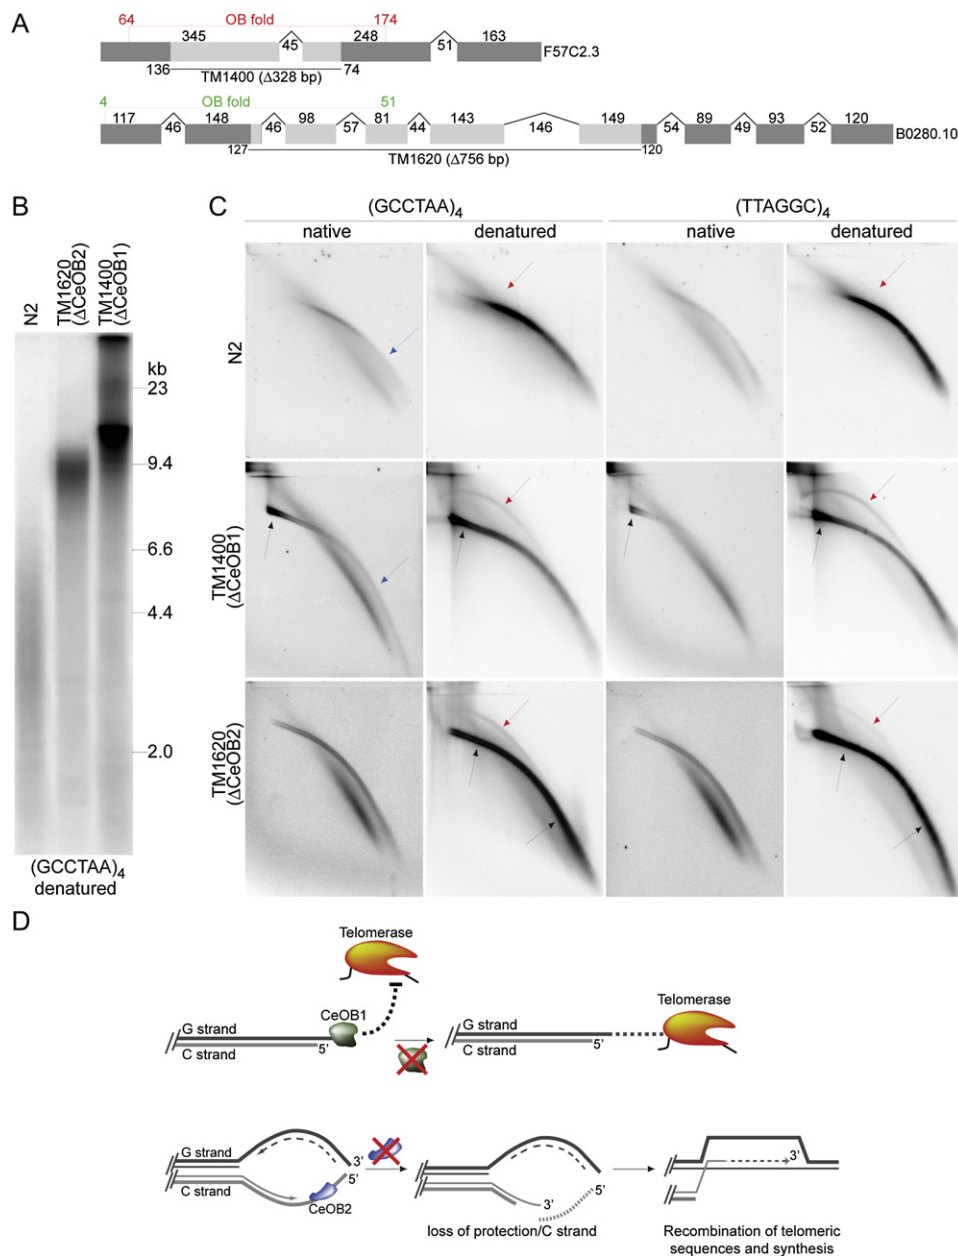 A
64 OB fold 174
345 45 248 51 163
F57C2.3
136 74
TM1400 (Δ328 bp)
4 OB fold 51
117 46 148 46 98 57 81 44 143 146 149 54 89 49 93 52 120
B0280.10
127 120
TM1620 (Δ756 bp)
B
N2
TM1620
(ΔCeOB2)
TM1400
(ΔCeOB1)
kb
23
9.4
6.6
4.4
2.0
(GCCTAA)4
denatured
C
(GCCTAA)4 (TTAGGC)4
native denatured native denatured
N2
TM1400
(ΔCeOB1)
TM1620
(ΔCeOB2)
D
Telomerase
CeOB1
G strand
C strand 5'
Telomerase
G strand
C strand 5'
G strand 3'
C strand 5'
CeOB2
3' 5'
loss of protection/C strand
3'
Recombination of telomeric
sequences and synthesis